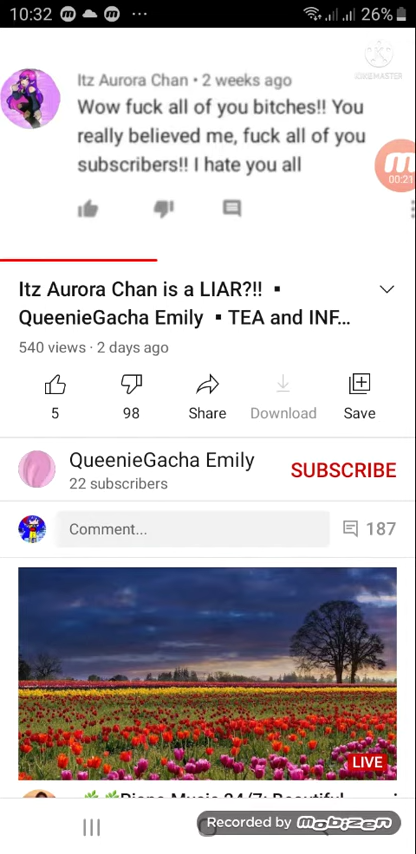 10:32 m m ... 26%
Itz Aurora Chan • 2 weeks ago
Wow fuck all of you bitches!! You
really believed me, fuck all of you
subscribers!! I hate you all
00:21
Itz Aurora Chan is a LIAR?!! ▪
QueenieGacha Emily ▪ TEA and INF...
540 views · 2 days ago
5 98 Share Download Save
QueenieGacha Emily
22 subscribers
SUBSCRIBE
Comment...
187
LIVE
Recorded by mobizen